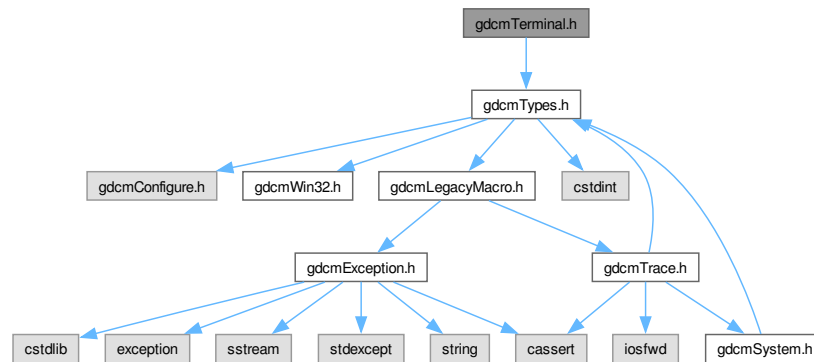 gdcmTerminal.h
gdcmTypes.h
gdcmConfigure.h
gdcmWin32.h
gdcmLegacyMacro.h
cstdint
gdcmException.h
gdcmTrace.h
cstdlib
exception
sstream
stdexcept
string
cassert
iosfwd
gdcmSystem.h